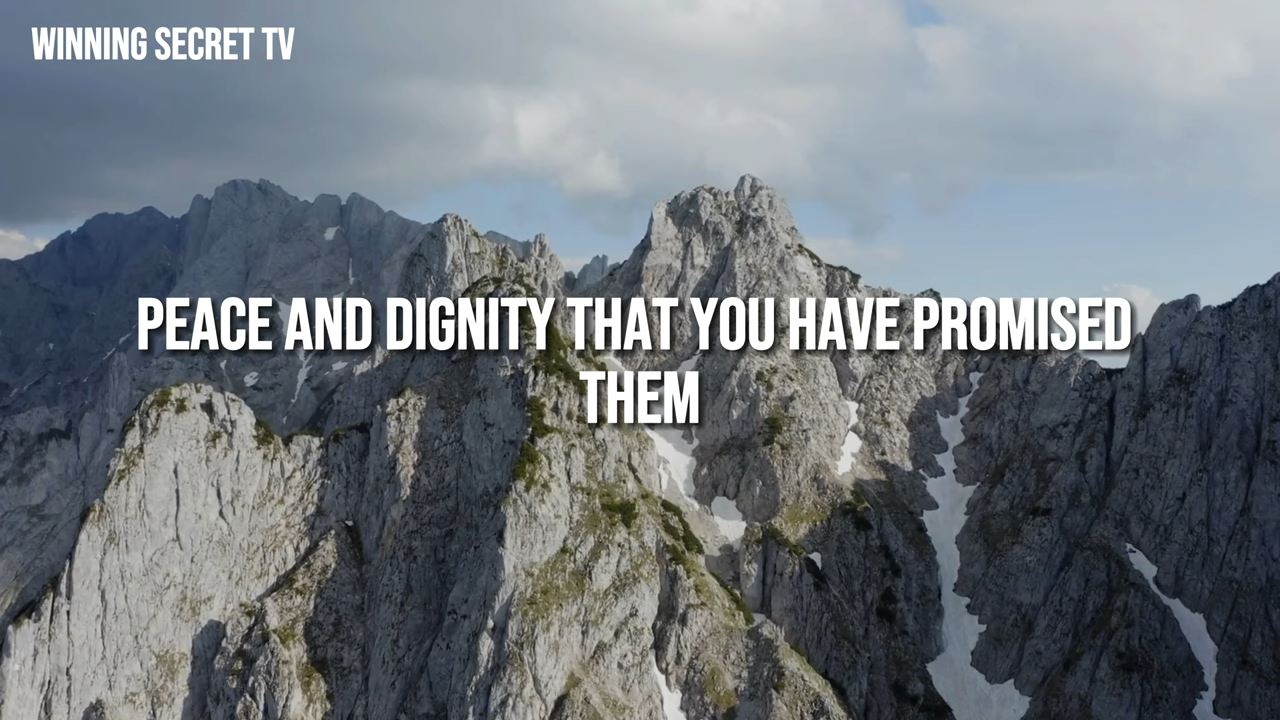 WINNING SECRET TV
PEACE AND DIGNITY THAT YOU HAVE PROMISED
THEM